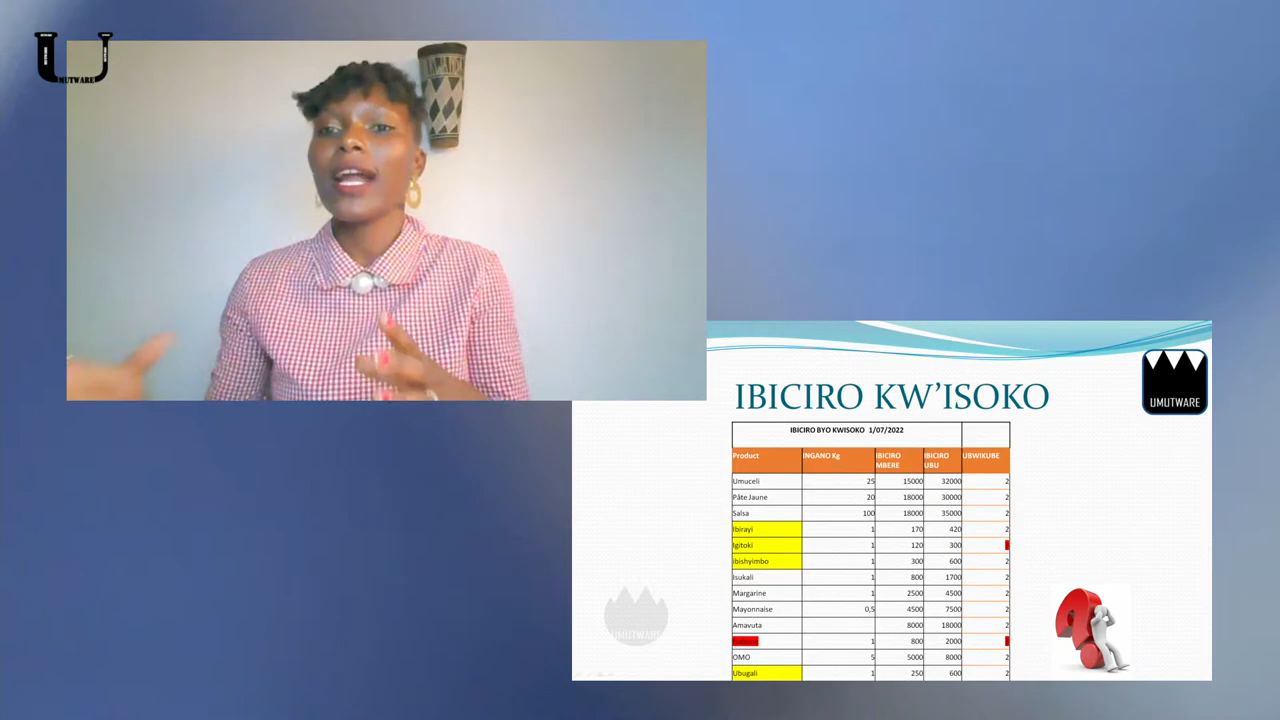 UMUTWARE
IBICIRO KW’ISOKO
UMUTWARE
IBICIRO BYO KWISOKO 1/07/2022
Product INGANO Kg IBICIRO MBERE IBICIRO UBU UBWIKUBE
Umuceli 25 15000 32000 2
Pâte Jaune 20 18000 30000 2
Salsa 100 18000 35000 2
Ibirayi 1 170 420 2
Igitoki 1 120 300
ibishyimbo 1 300 600 2
Isukali 1 800 1700 2
Margarine 1 2500 4500 2
Mayonnaise 0,5 4500 7500 2
Amavuta 8000 18000 2
1 800 2000
OMO 5 5000 8000 2
Ubugali 1 250 600 2
UMUTWARE